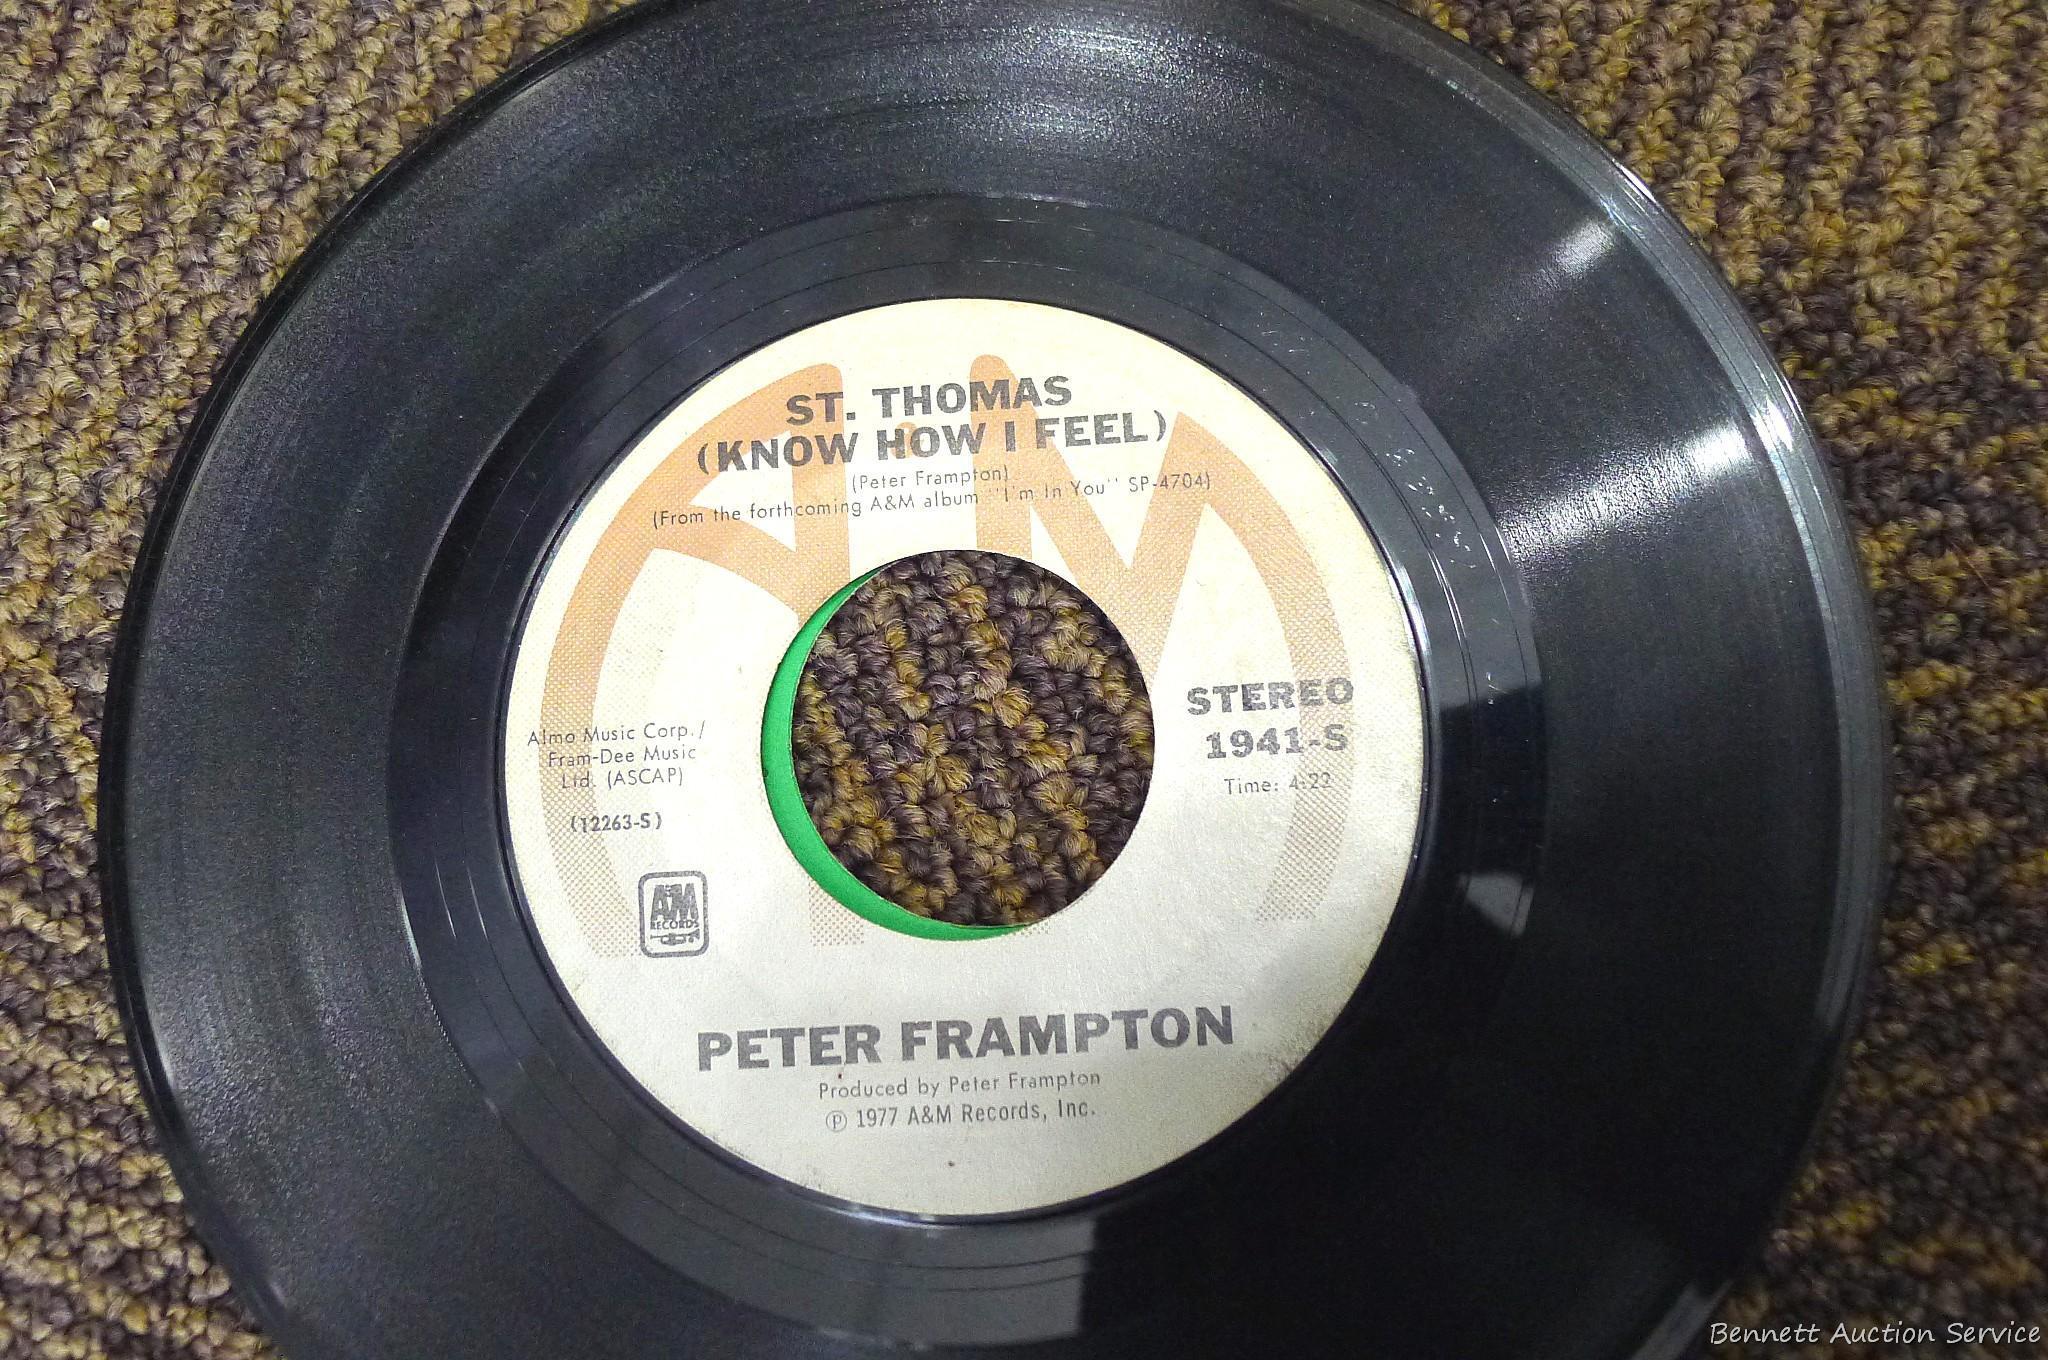 ST. THOMAS
(KNOW HOW I FEEL)
(Peter Frampton)
(From the forthcoming A&M album "I'm In You" SP-4704)
Almo Music Corp./
Fram-Dee Music
Ltd. (ASCAP)
(12263-S)
A&M
RECORDS
STEREO
1941-S
Time: 4:22
PETER FRAMPTON
Produced by Peter Frampton
℗ 1977 A&M Records, Inc.
Bennett Auction Service